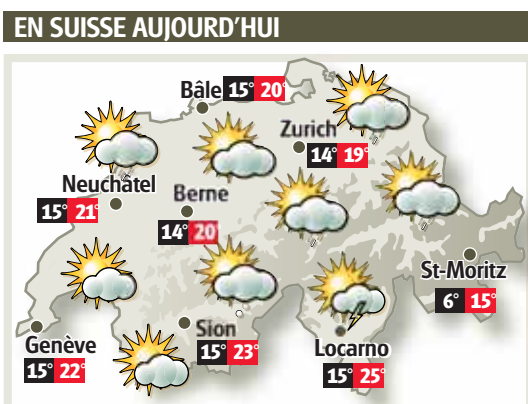 EN SUISSE AUJOURD'HUI
Bâle 15° 20°
Zurich
14° 19°
Neuchâtel
15° 21°
Berne
14° 20°
St-Moritz
6° 15°
Sion
15° 23°
Genève
15° 22°
Locarno
15° 25°